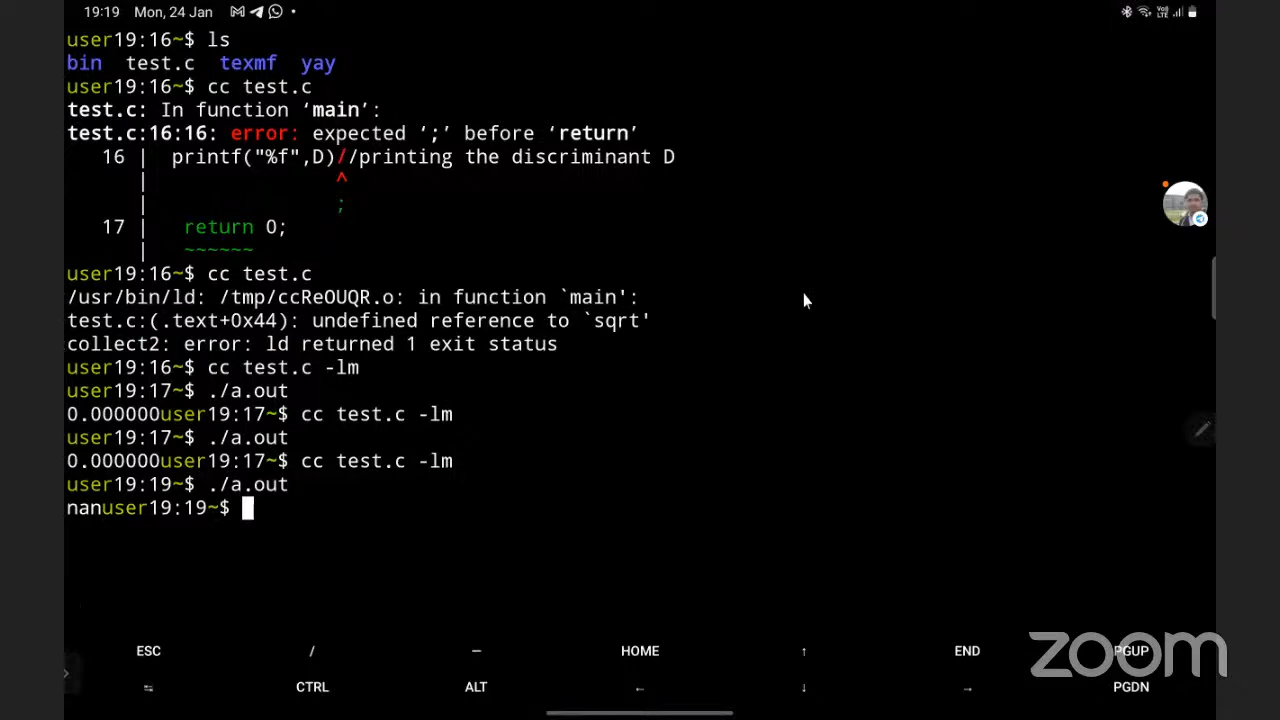 19:19 Mon, 24 Jan
user19:16~$ ls
bin test.c texmf yay
user19:16~$ cc test.c
test.c: In function ‘main’:
test.c:16:16: error: expected ‘;’ before ‘return’
16 | printf("%f",D)//printing the discriminant D
| ^
| ;
17 | return 0;
| ~~~~~~
user19:16~$ cc test.c
/usr/bin/ld: /tmp/ccReOUQR.o: in function `main':
test.c:(.text+0x44): undefined reference to `sqrt'
collect2: error: ld returned 1 exit status
user19:16~$ cc test.c -lm
user19:17~$ ./a.out
0.000000user19:17~$ cc test.c -lm
user19:17~$ ./a.out
0.000000user19:17~$ cc test.c -lm
user19:19~$ ./a.out
nanuser19:19~$
ESC / — HOME ↑ END PGUP
CTRL ALT ← ↓ → PGDN
zoom